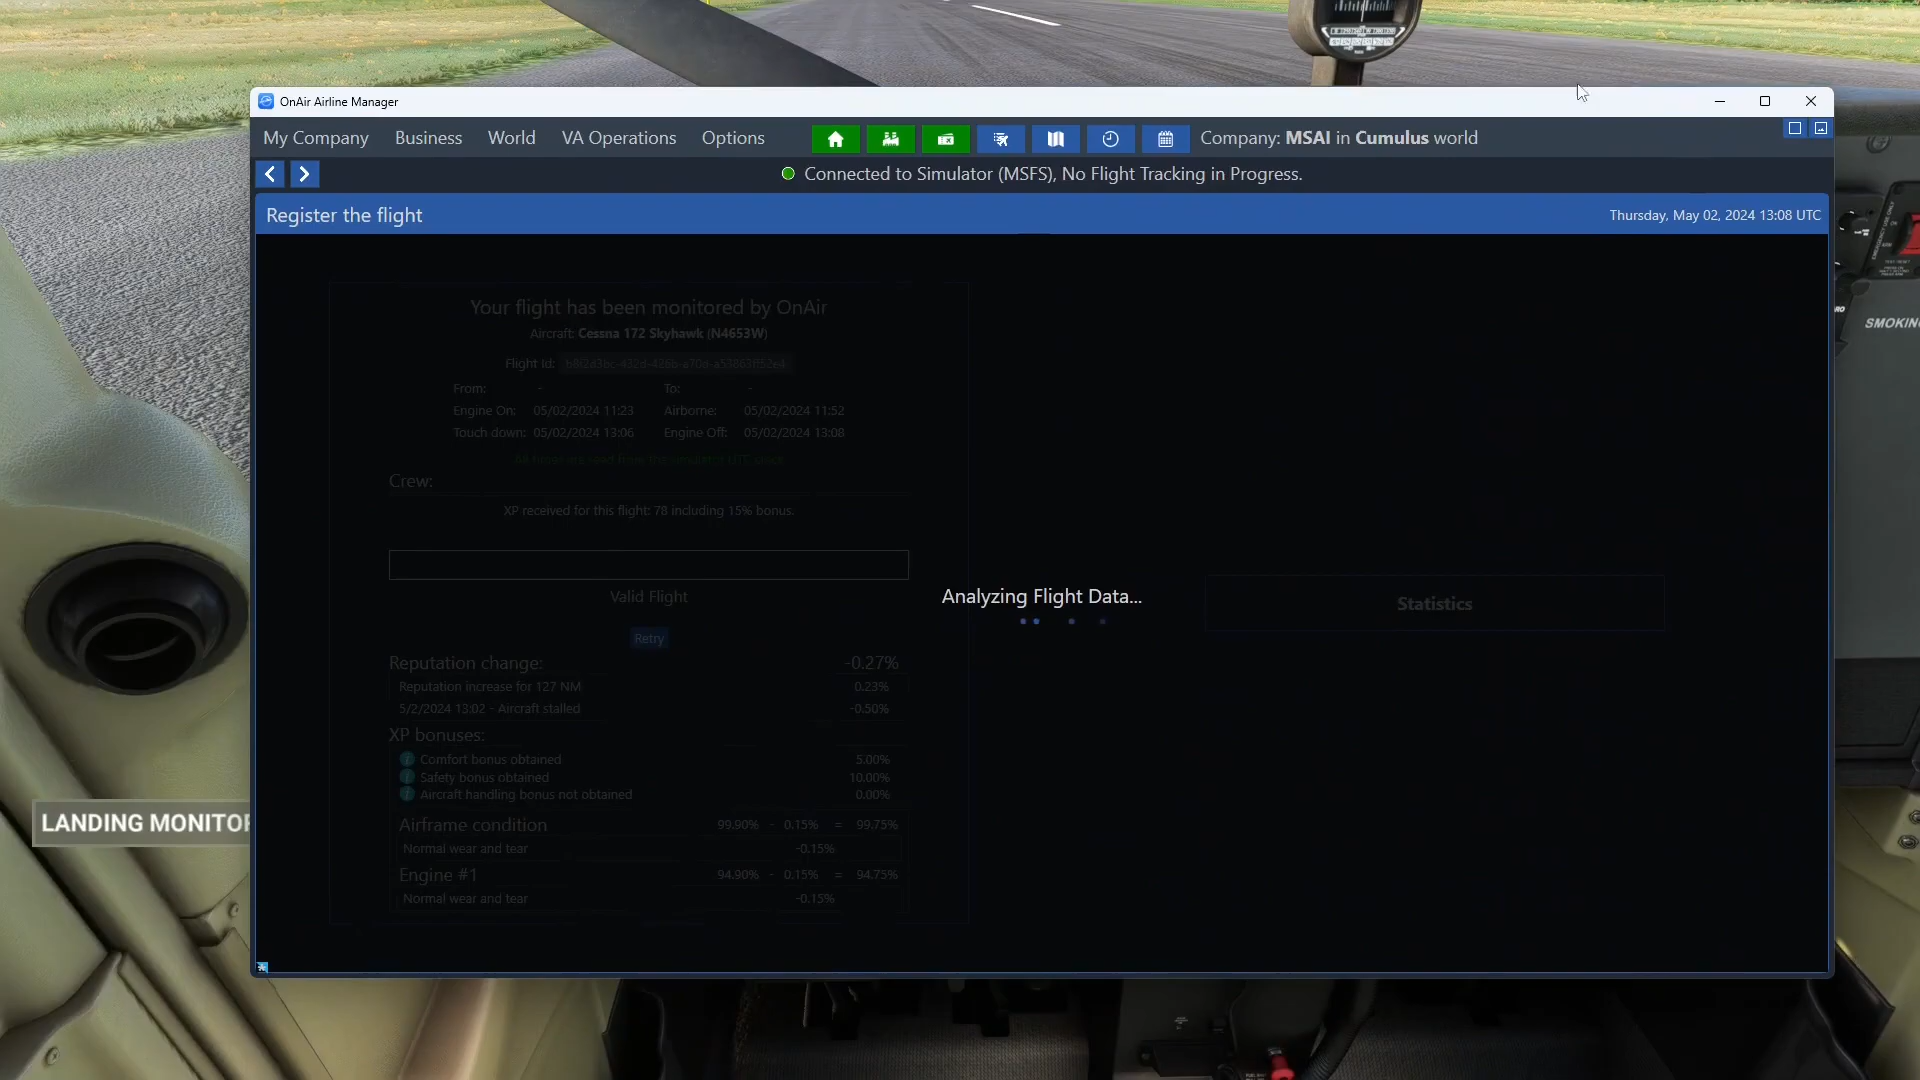 OnAir Airline Manager
My Company Business World VA Operations Options Company: MSAI in Cumulus world
Connected to Simulator (MSFS), No Flight Tracking in Progress.
Register the flight Thursday, May 02, 2024 13:08 UTC
Your flight has been monitored by OnAir
Aircraft: Cessna 172 Skyhawk (N4653W)
Flight Id:
From: - To: -
Engine On: 05/02/2024 11:23 Airborne: 05/02/2024 11:52
Touch down: 05/02/2024 13:06 Engine Off: 05/02/2024 13:08
Crew:
XP received for this flight: 78 including 15% bonus.
Valid Flight
Analyzing Flight Data...
Statistics
Retry
Reputation change: -0.27%
Reputation increase for 127 NM 0.23%
5/2/2024 13:02 - Aircraft stalled -0.50%
XP bonuses:
Comfort bonus obtained 5.00%
Safety bonus obtained 10.00%
Aircraft handling bonus not obtained 0.00%
Airframe condition 99.90% - 0.15% = 99.75%
Normal wear and tear -0.15%
Engine #1 94.90% - 0.15% = 94.75%
Normal wear and tear -0.15%
LANDING MONITOR
SMOKING